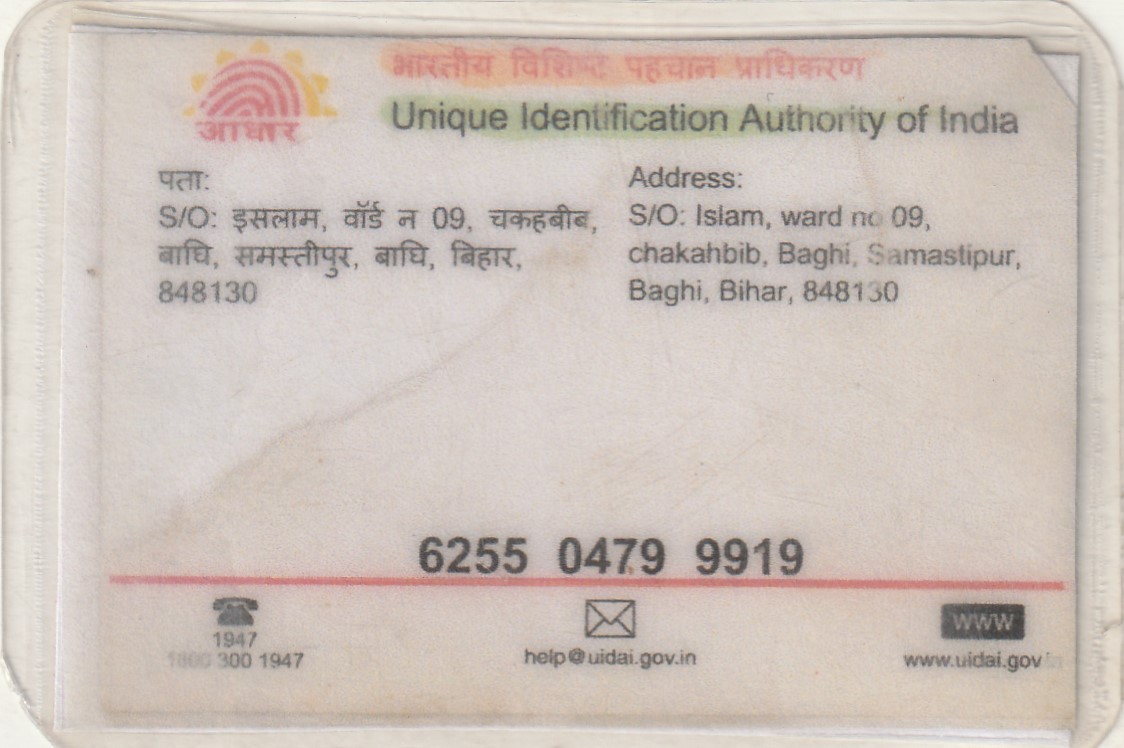 आधार
भारतीय विशिष्ट पहचान प्राधिकरण
Unique Identification Authority of India
पता:
S/O: इसलाम, वॉर्ड न 09, चकहबीब,
बाघि, समस्तीपुर, बाघि, बिहार,
848130
Address:
S/O: Islam, ward no 09,
chakahbib, Baghi, Samastipur,
Baghi, Bihar, 848130
6255 0479 9919
1947
1800 300 1947
help@uidai.gov.in
www
www.uidai.gov.in